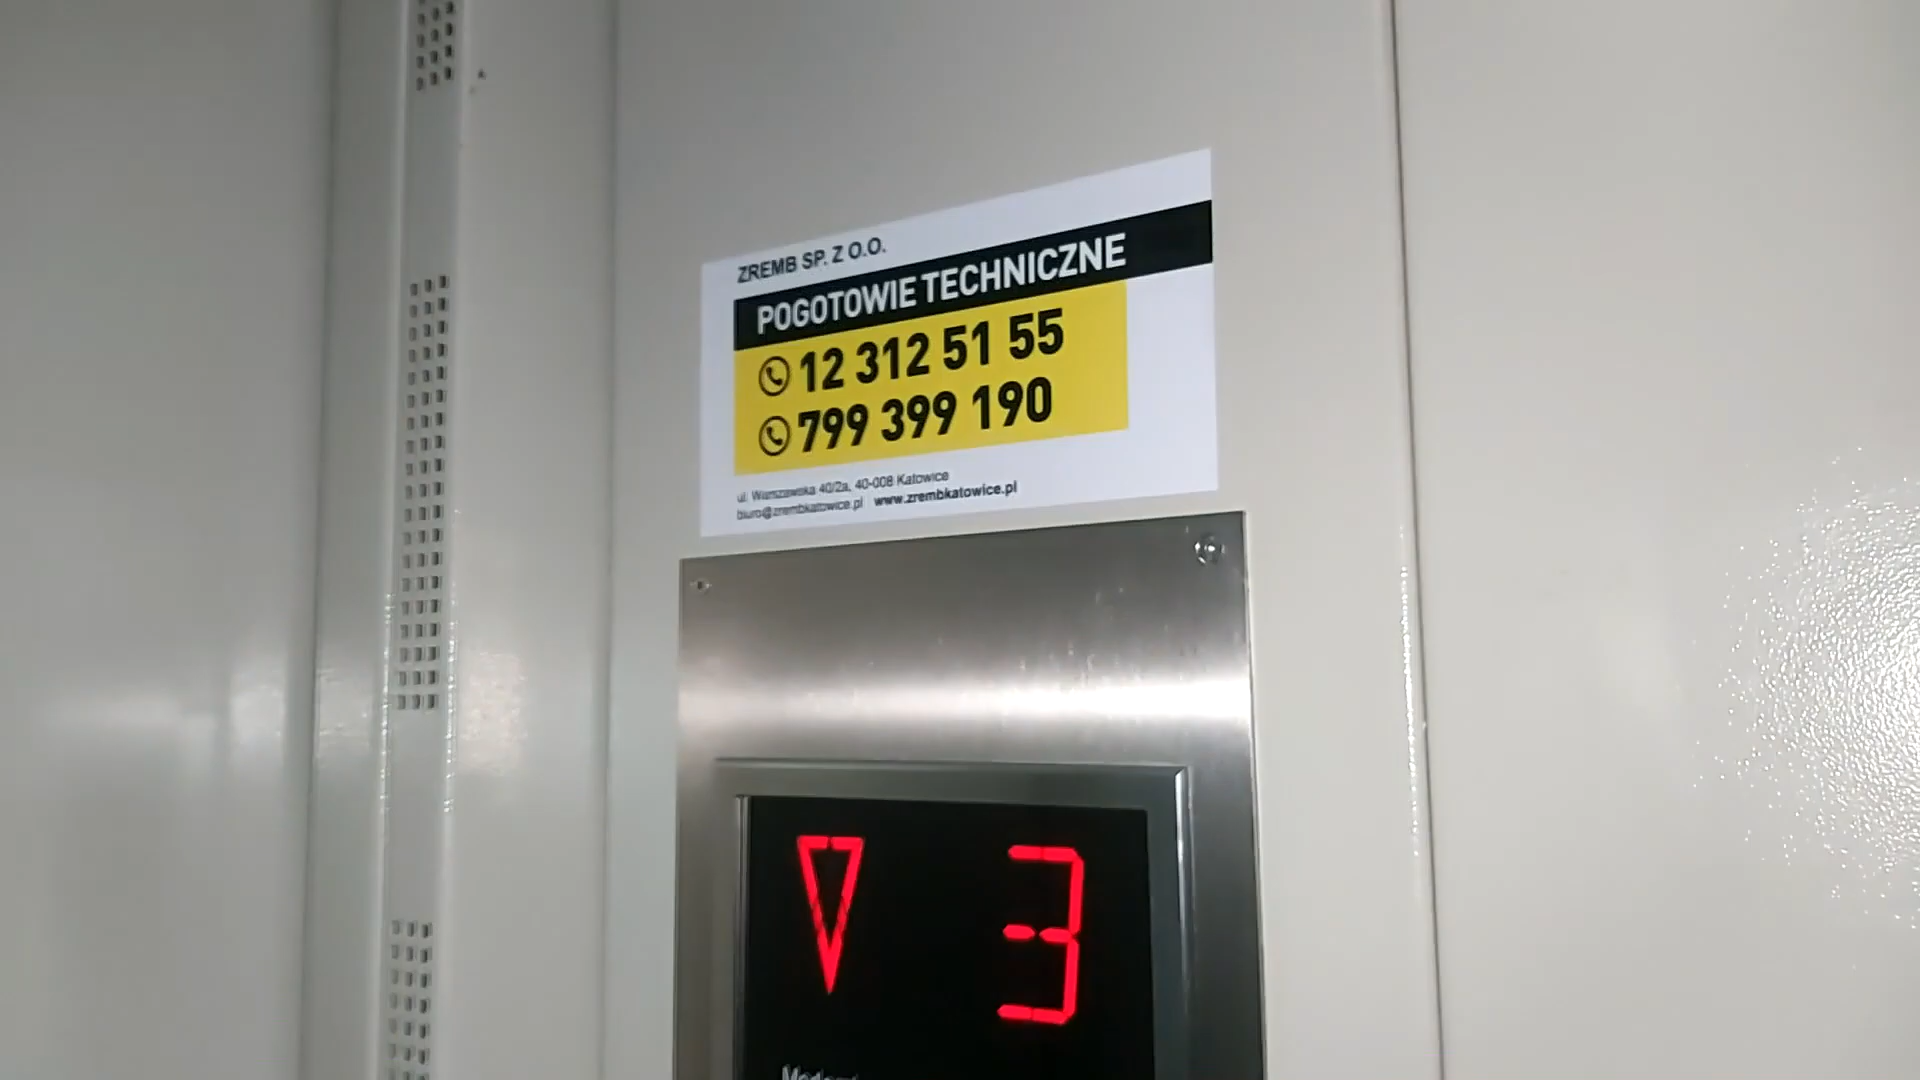 ZREMB SP. Z O.O.
POGOTOWIE TECHNICZNE
12 312 51 55
799 399 190
ul. Warszawska 40/2a, 40-008 Katowice
biuro@zrembkatowice.pl www.zrembkatowice.pl
3